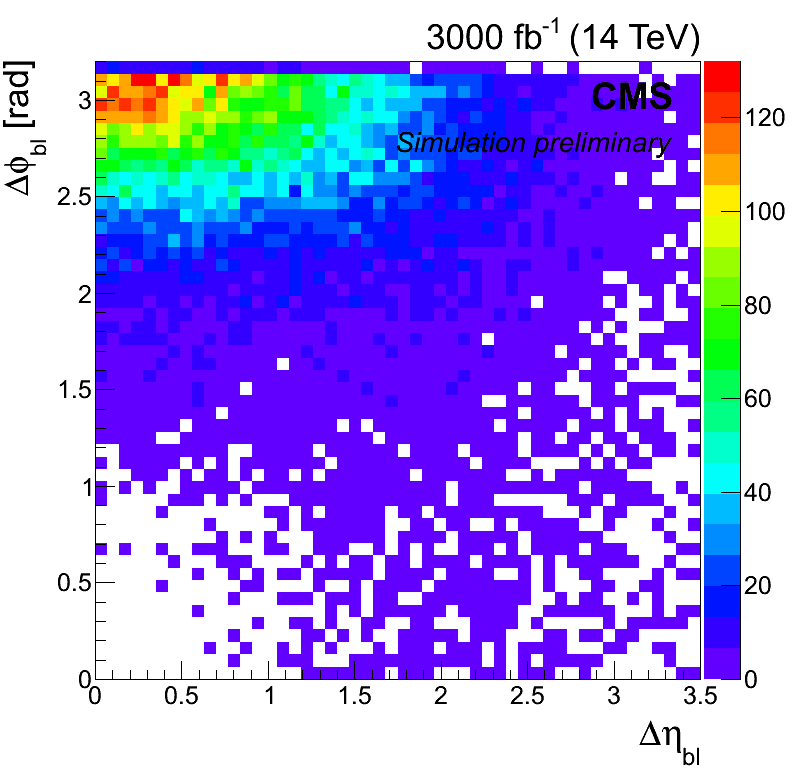 3000 fb⁻¹ (14 TeV)
CMS
Simulation preliminary
Δφ_bl [rad]
3
2.5
2
1.5
1
0.5
0
0 0.5 1 1.5 2 2.5 3 3.5
Δη_bl
120
100
80
60
40
20
0